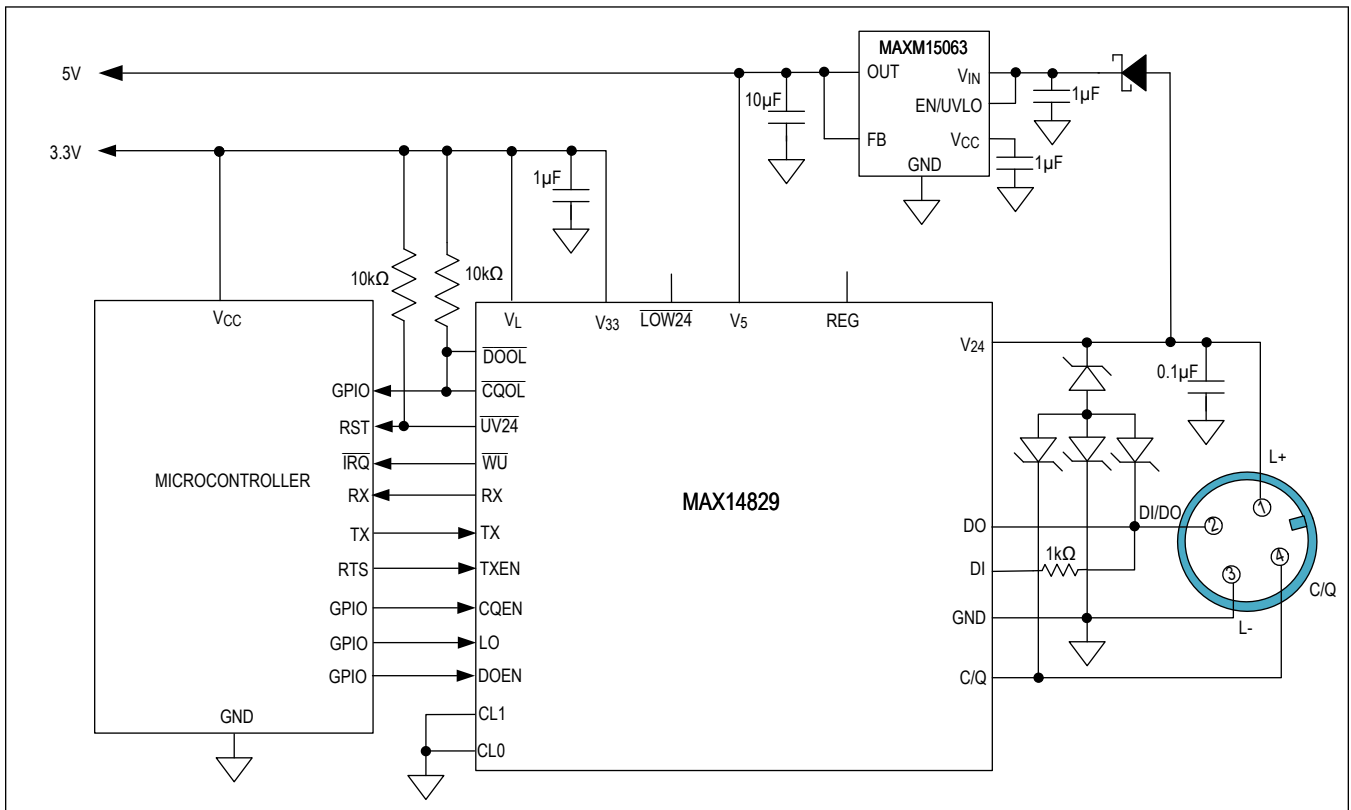 MAXM15063
5V
OUT
VIN
10µF
EN/UVLO
1µF
FB
VCC
3.3V
GND
1µF
1µF
10kΩ
10kΩ
VCC
VL
V33
LOW24
V5
REG
DOOL
V24
GPIO
CQOL
0.1µF
RST
UV24
IRQ
WU
L+
MICROCONTROLLER
RX
RX
MAX14829
1
TX
TX
DO
DI/DO
2
RTS
TXEN
DI
1kΩ
4
3
GPIO
CQEN
C/Q
GND
L-
GPIO
LO
GPIO
DOEN
C/Q
GND
CL1
CL0